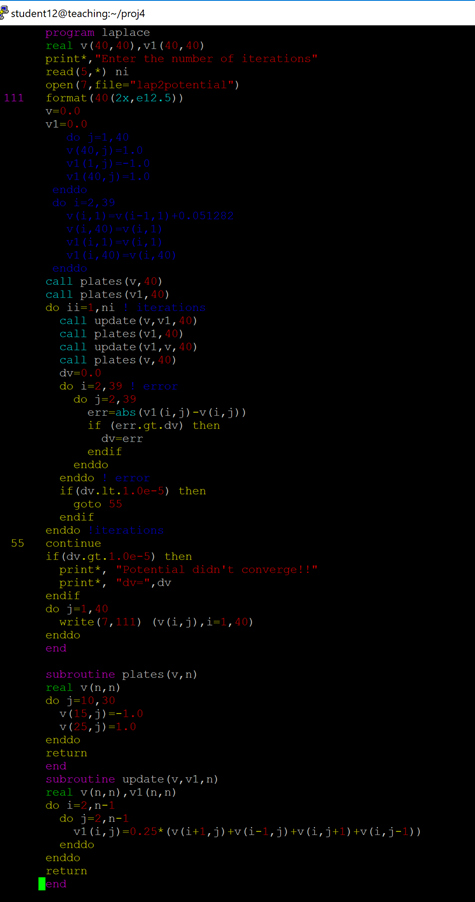 student12@teaching:~/proj4
program laplace
real v(40,40),v1(40,40)
print*,"Enter the number of iterations"
read(5,*) ni
open(7,file="lap2potential")
111 format(40(2x,e12.5))
v=0.0
v1=0.0
do j=1,40
v(40,j)=1.0
v1(1,j)=-1.0
v1(40,j)=1.0
enddo
do i=2,39
v(i,1)=v(i-1,1)+0.051282
v(i,40)=v(i,1)
v1(i,1)=v(i,1)
v1(i,40)=v(i,40)
enddo
call plates(v,40)
call plates(v1,40)
do ii=1,ni ! iterations
call update(v,v1,40)
call plates(v1,40)
call update(v1,v,40)
call plates(v,40)
dv=0.0
do i=2,39 ! error
do j=2,39
err=abs(v1(i,j)-v(i,j))
if (err.gt.dv) then
dv=err
endif
enddo
enddo ! error
if(dv.lt.1.0e-5) then
goto 55
endif
enddo !iterations
55 continue
if(dv.gt.1.0e-5) then
print*, "Potential didn't converge!!"
print*, "dv=",dv
endif
do j=1,40
write(7,111) (v(i,j),i=1,40)
enddo
end
subroutine plates(v,n)
real v(n,n)
do j=10,30
v(15,j)=-1.0
v(25,j)=1.0
enddo
return
end
subroutine update(v,v1,n)
real v(n,n),v1(n,n)
do i=2,n-1
do j=2,n-1
v1(i,j)=0.25*(v(i+1,j)+v(i-1,j)+v(i,j+1)+v(i,j-1))
enddo
enddo
return
end